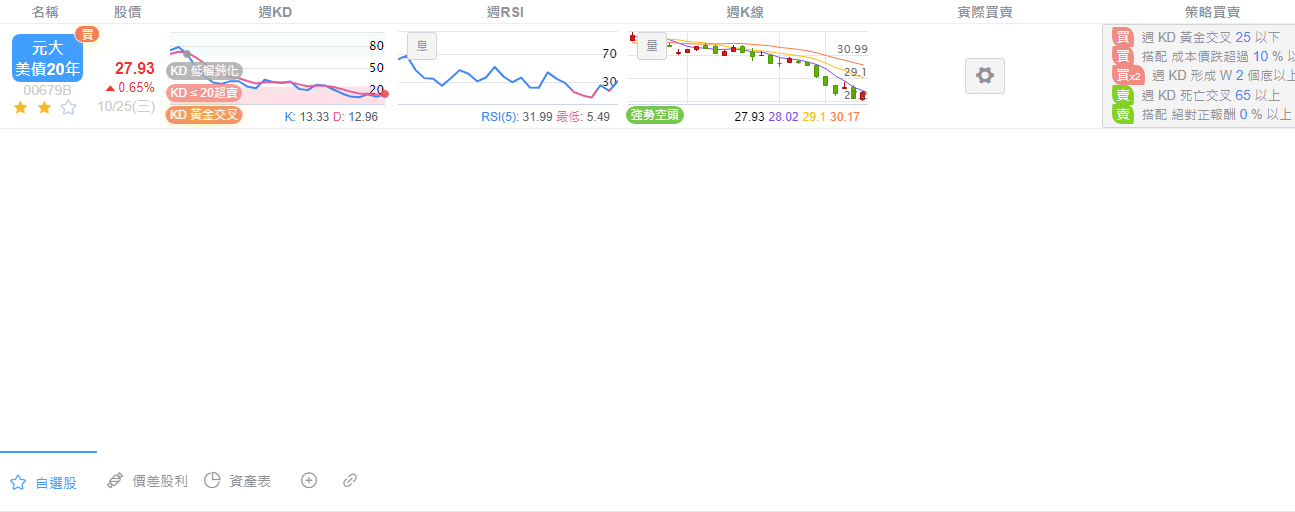 名稱 股價 週KD 週RSI 週K線 實際買賣 策略買賣
買
元大
美債20年
00679B
27.93
0.65%
10/25(三)
80
50
20
KD 低檔鈍化
KD ≤ 20超賣
KD 黃金交叉
K: 13.33 D: 12.96
息
70
30
RSI(5): 31.99 最低: 5.49
量
30.99
29.1
強勢空頭
27.93 28.02 29.1 30.17
買 週 KD 黃金交叉 25 以下
買 搭配 成本價跌超過 10 % 以
買x2 週 KD 形成 W 2 個底以上
賣 週 KD 死亡交叉 65 以上
賣 搭配 絕對正報酬 0 % 以上
自選股 價差股利 資產表